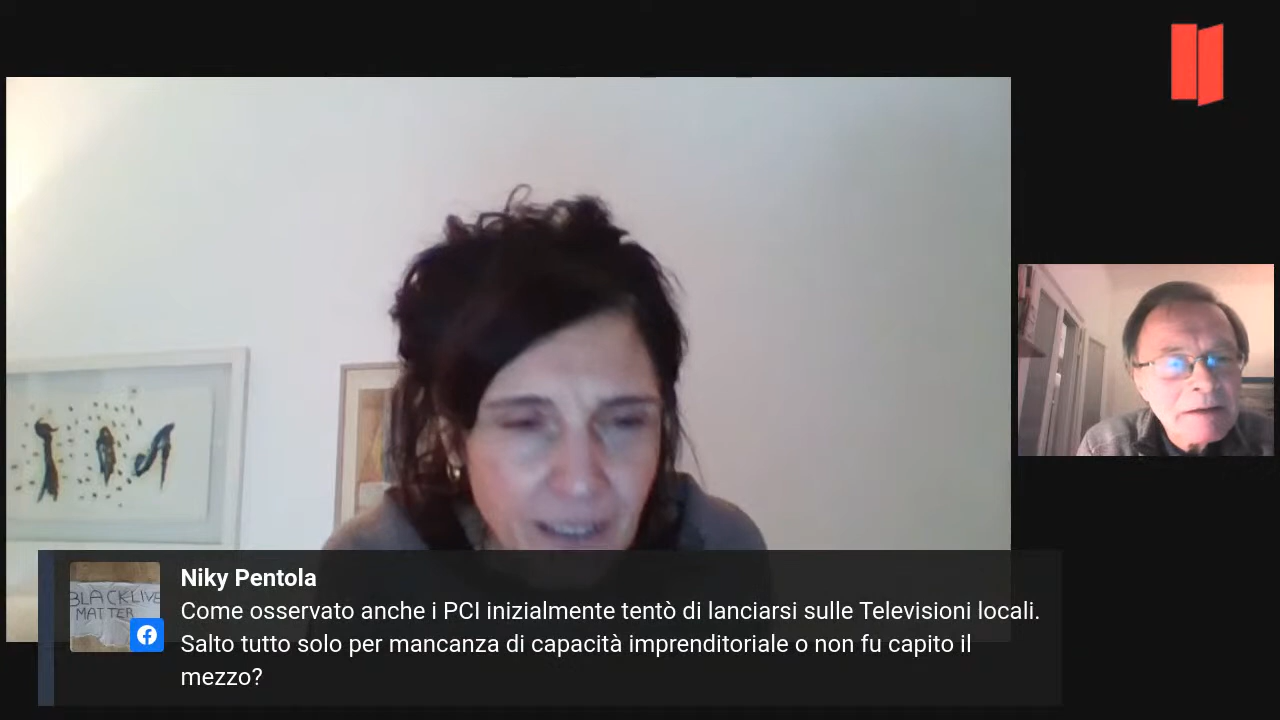 Niky Pentola
Come osservato anche i PCI inizialmente tentò di lanciarsi sulle Televisioni locali.
Salto tutto solo per mancanza di capacità imprenditoriale o non fu capito il
mezzo?
BLACK LIVE
MATTER